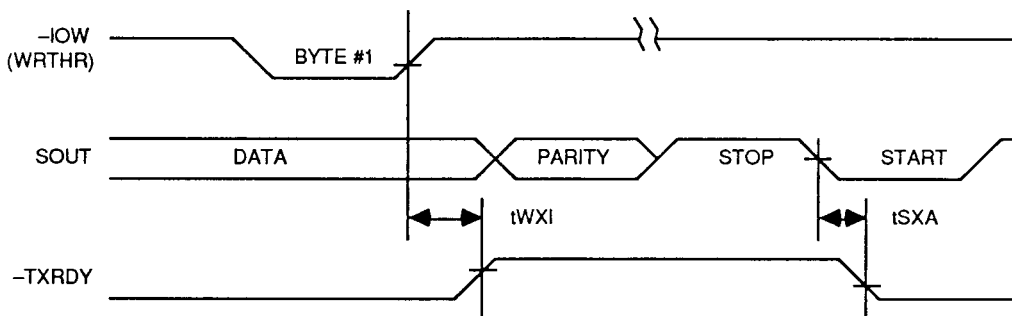 –IOW
(WRTHR)
BYTE #1
SOUT
DATA
PARITY
STOP
START
tWXI
tSXA
–TXRDY